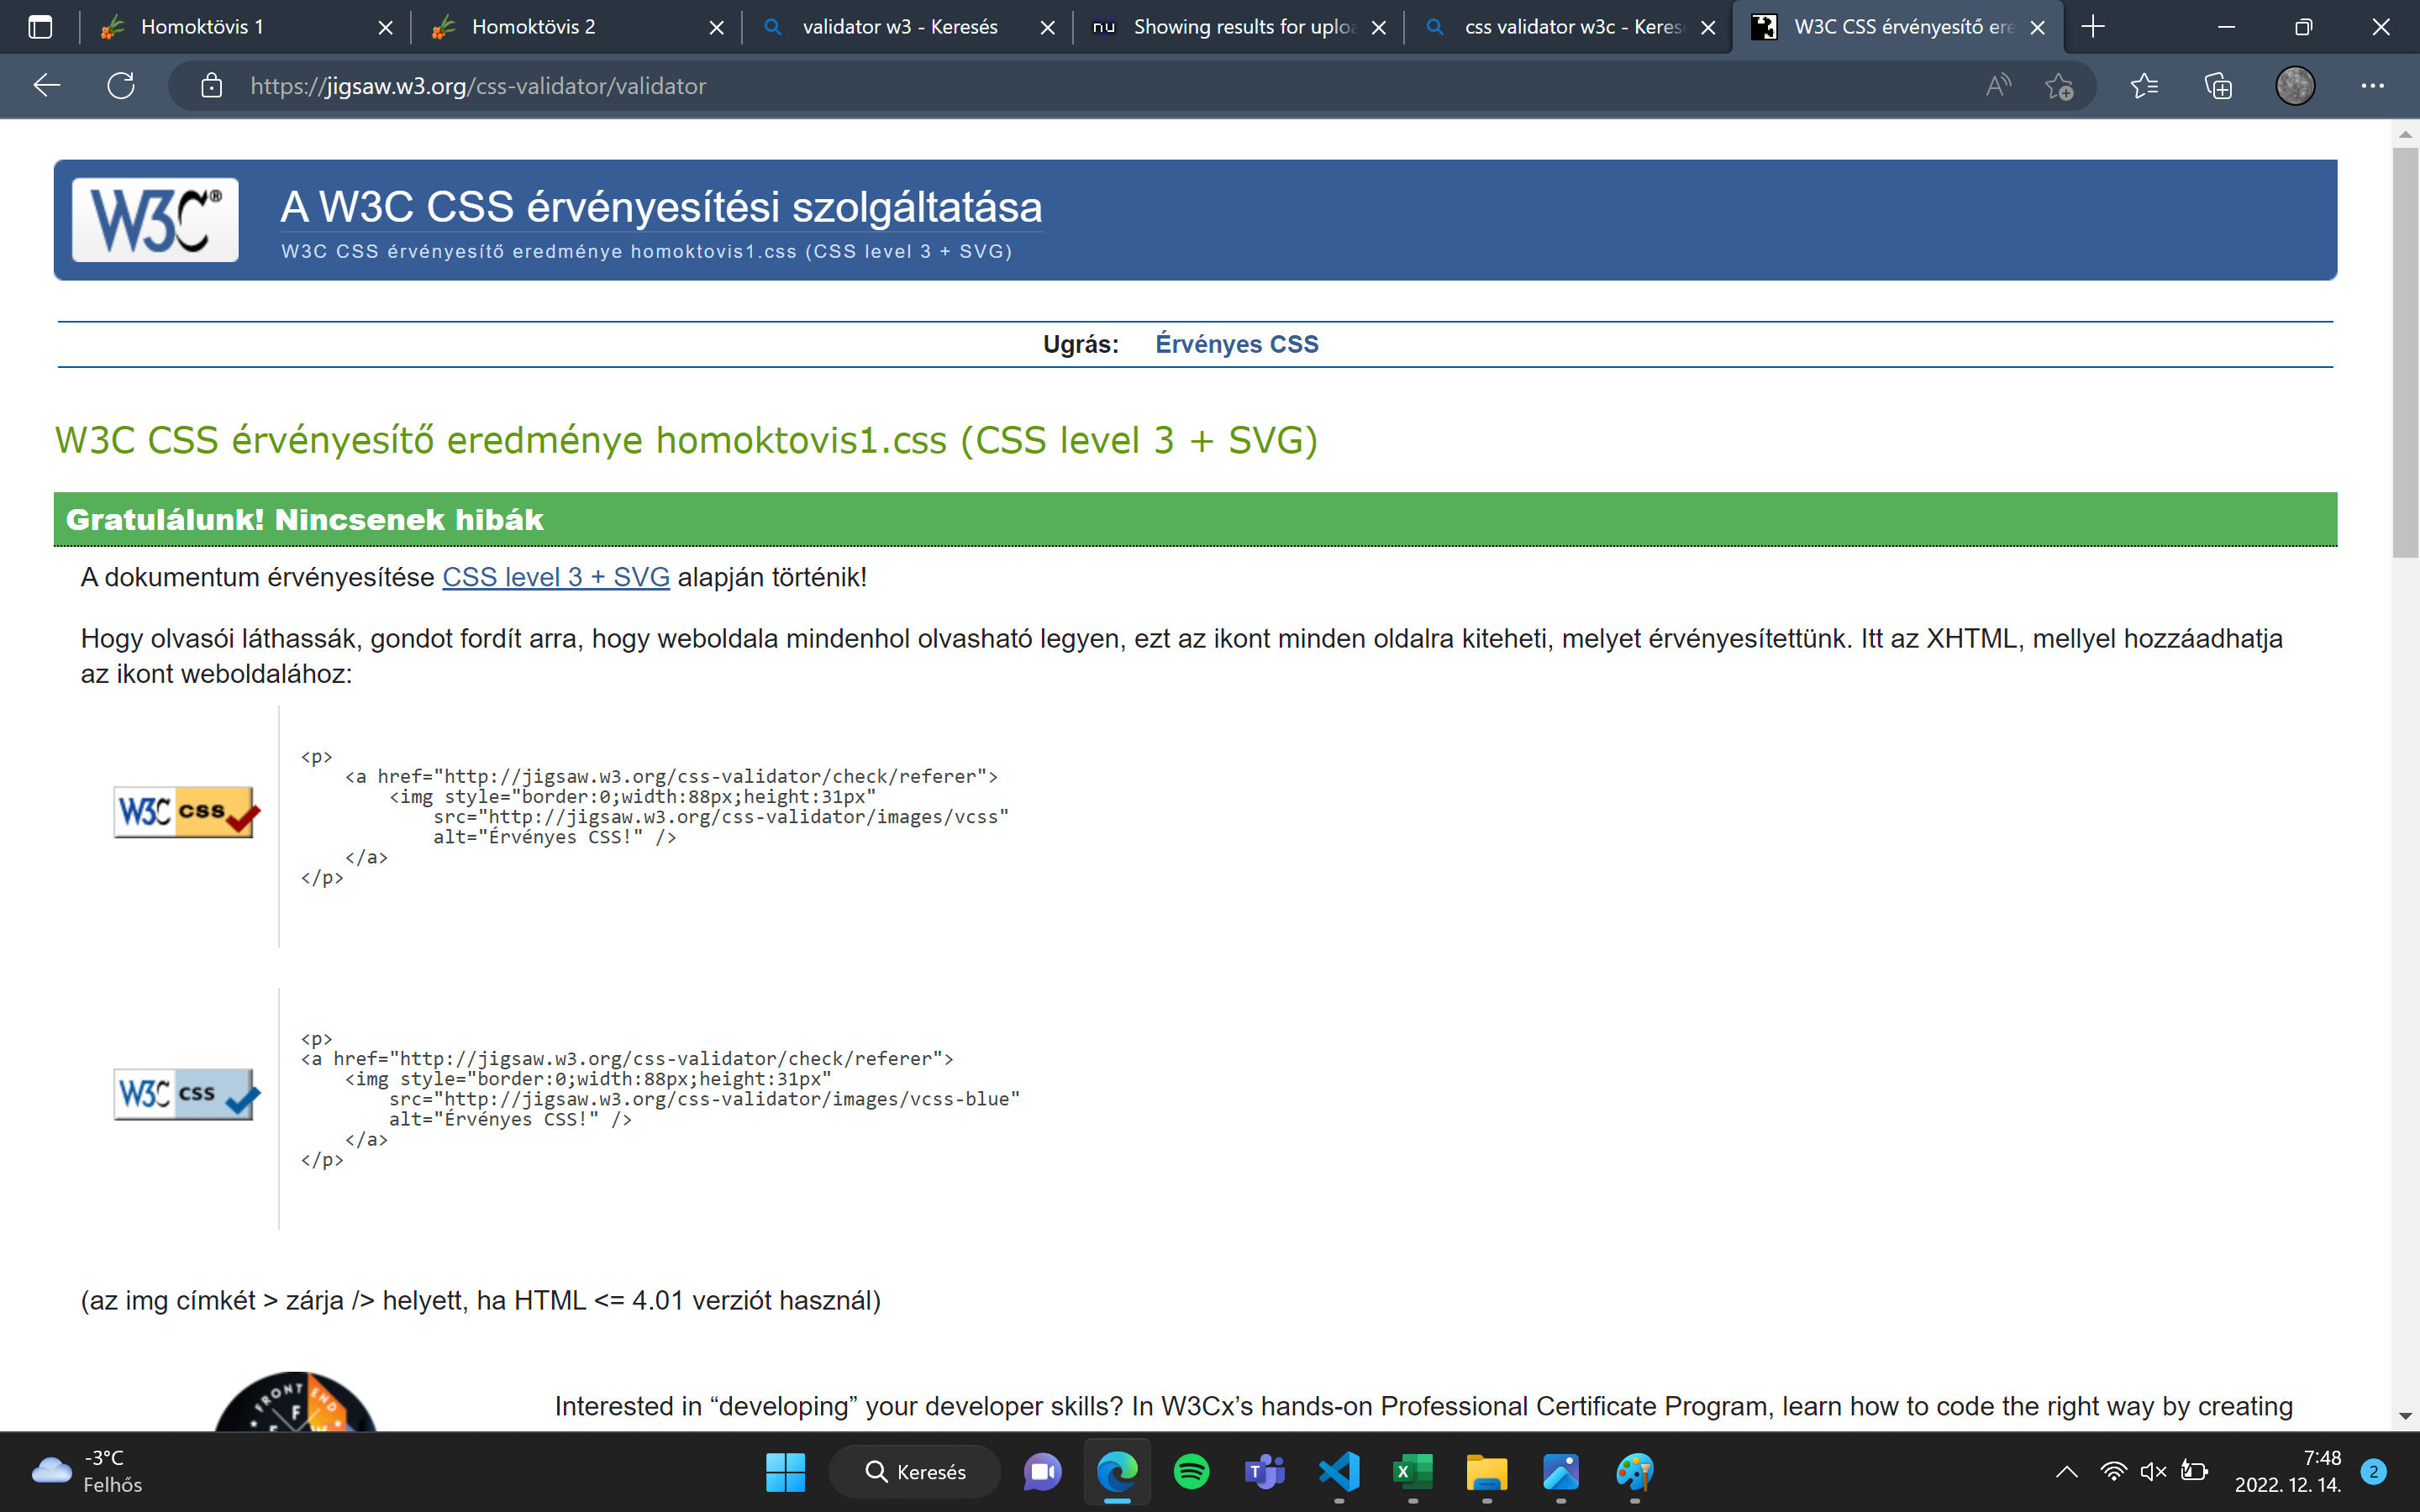 Homoktövis 1
Homoktövis 2
validator w3 - Keresés
nu Showing results for uploa
css validator w3c - Keres
W3C CSS érvényesítő ere
https://jigsaw.w3.org/css-validator/validator
W3C®
A W3C CSS érvényesítési szolgáltatása
W3C CSS érvényesítő eredménye homoktovis1.css (CSS level 3 + SVG)
Ugrás: Érvényes CSS
W3C CSS érvényesítő eredménye homoktovis1.css (CSS level 3 + SVG)
Gratulálunk! Nincsenek hibák
A dokumentum érvényesítése CSS level 3 + SVG alapján történik!
Hogy olvasói láthassák, gondot fordít arra, hogy weboldala mindenhol olvasható legyen, ezt az ikont minden oldalra kiteheti, melyet érvényesítettünk. Itt az XHTML, mellyel hozzáadhatja
az ikont weboldalához:
W3C css
<p>
<a href="http://jigsaw.w3.org/css-validator/check/referer">
<img style="border:0;width:88px;height:31px"
src="http://jigsaw.w3.org/css-validator/images/vcss"
alt="Érvényes CSS!" />
</a>
</p>
W3C css
<p>
<a href="http://jigsaw.w3.org/css-validator/check/referer">
<img style="border:0;width:88px;height:31px"
src="http://jigsaw.w3.org/css-validator/images/vcss-blue"
alt="Érvényes CSS!" />
</a>
</p>
(az img címkét > zárja /> helyett, ha HTML <= 4.01 verziót használ)
FRONT END
F
Interested in “developing” your developer skills? In W3Cx’s hands-on Professional Certificate Program, learn how to code the right way by creating
-3°C
Felhős
Keresés
7:48
2022. 12. 14.
2